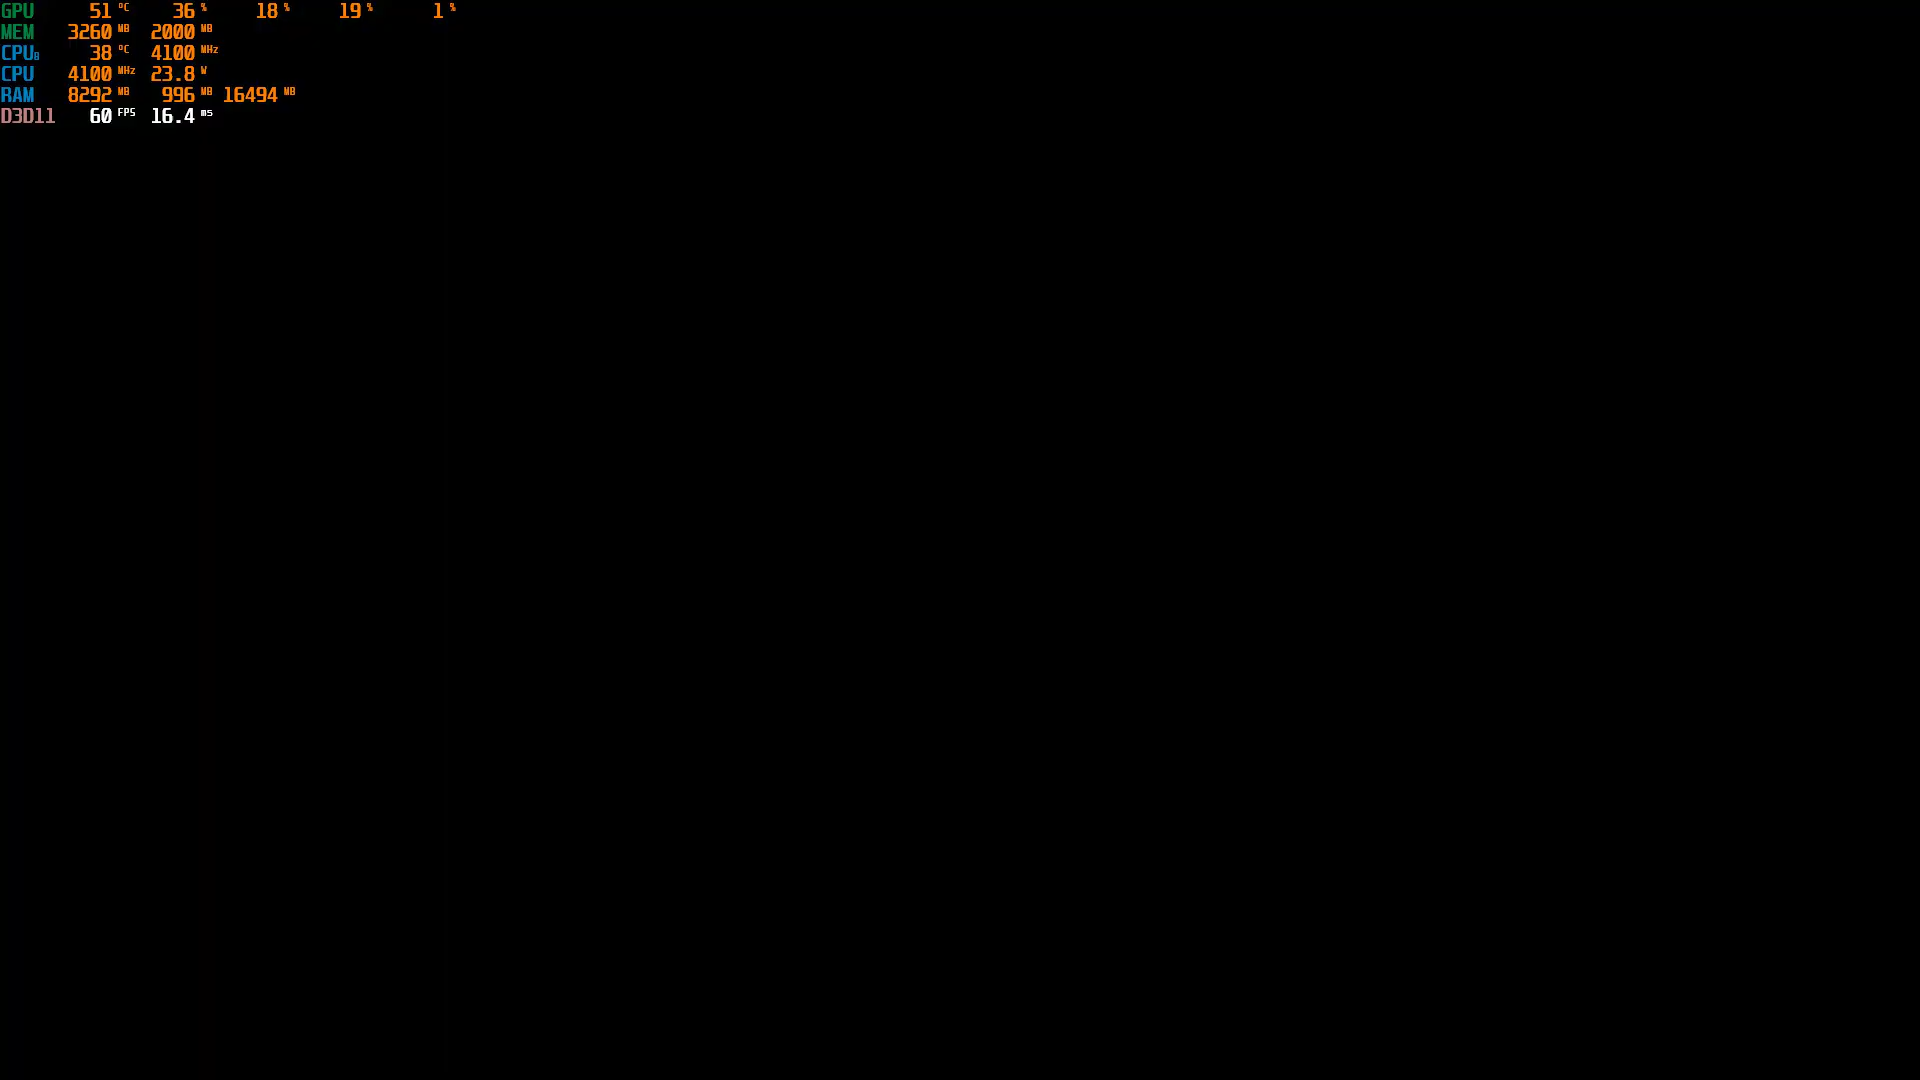 GPU 51 °C 36 % 18 % 19 % 1 %
MEM 3260 MB 2000 MB
CPU8 38 °C 4100 MHz
CPU 4100 MHz 23.8 W
RAM 8292 MB 996 MB 16494 MB
D3D11 60 FPS 16.4 ms